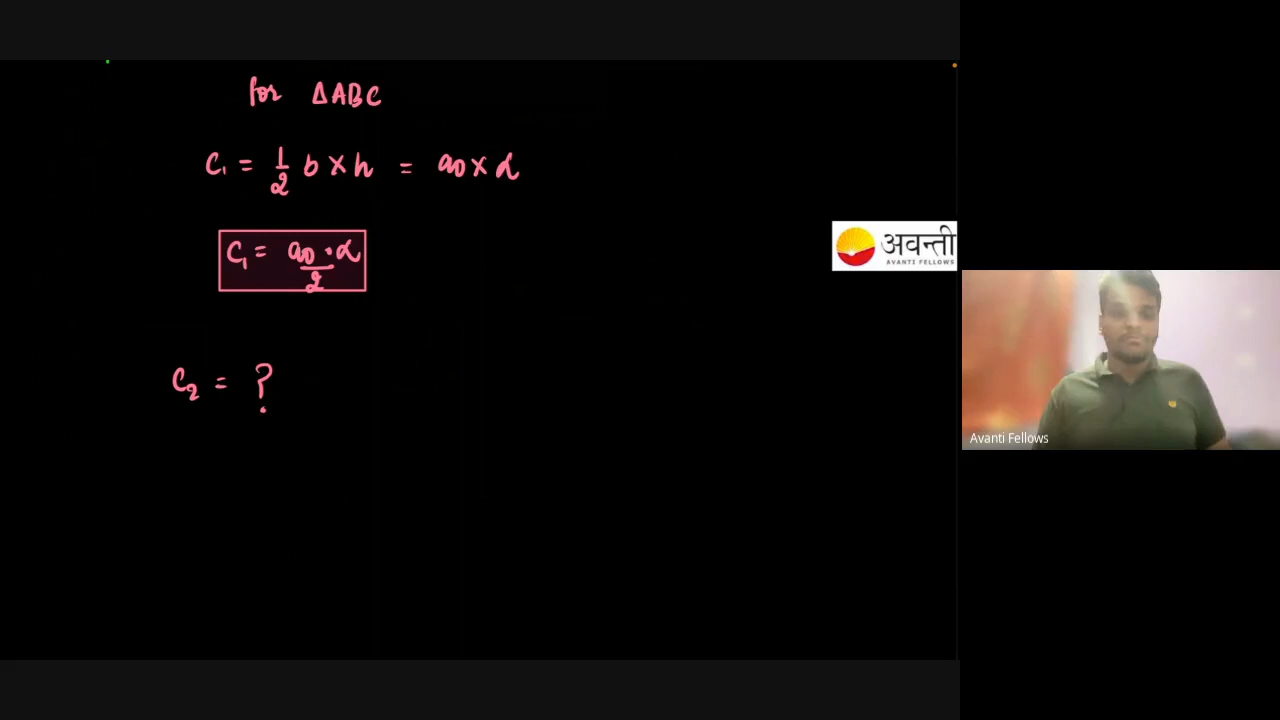 for ΔABC
C₁ = 1/2 b × h = a₀ × d
C₁ = a₀ · d / 2
C₂ = ?
अवन्ती
AVANTI FELLOWS
Avanti Fellows